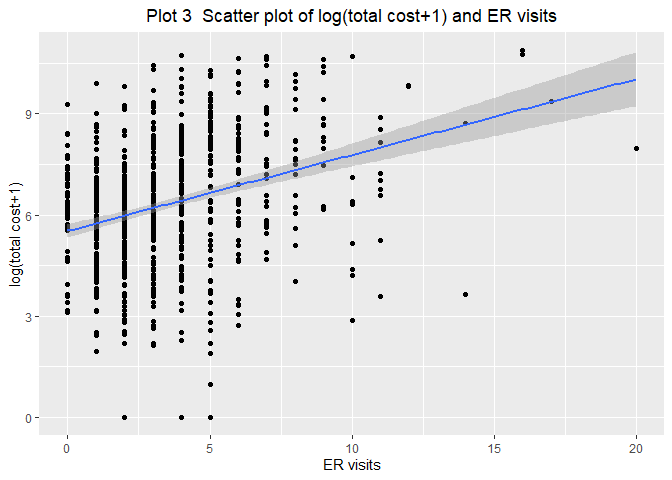 Plot 3 Scatter plot of log(total cost+1) and ER visits
log(total cost+1)
9
6
3
0
0 5 10 15 20
ER visits